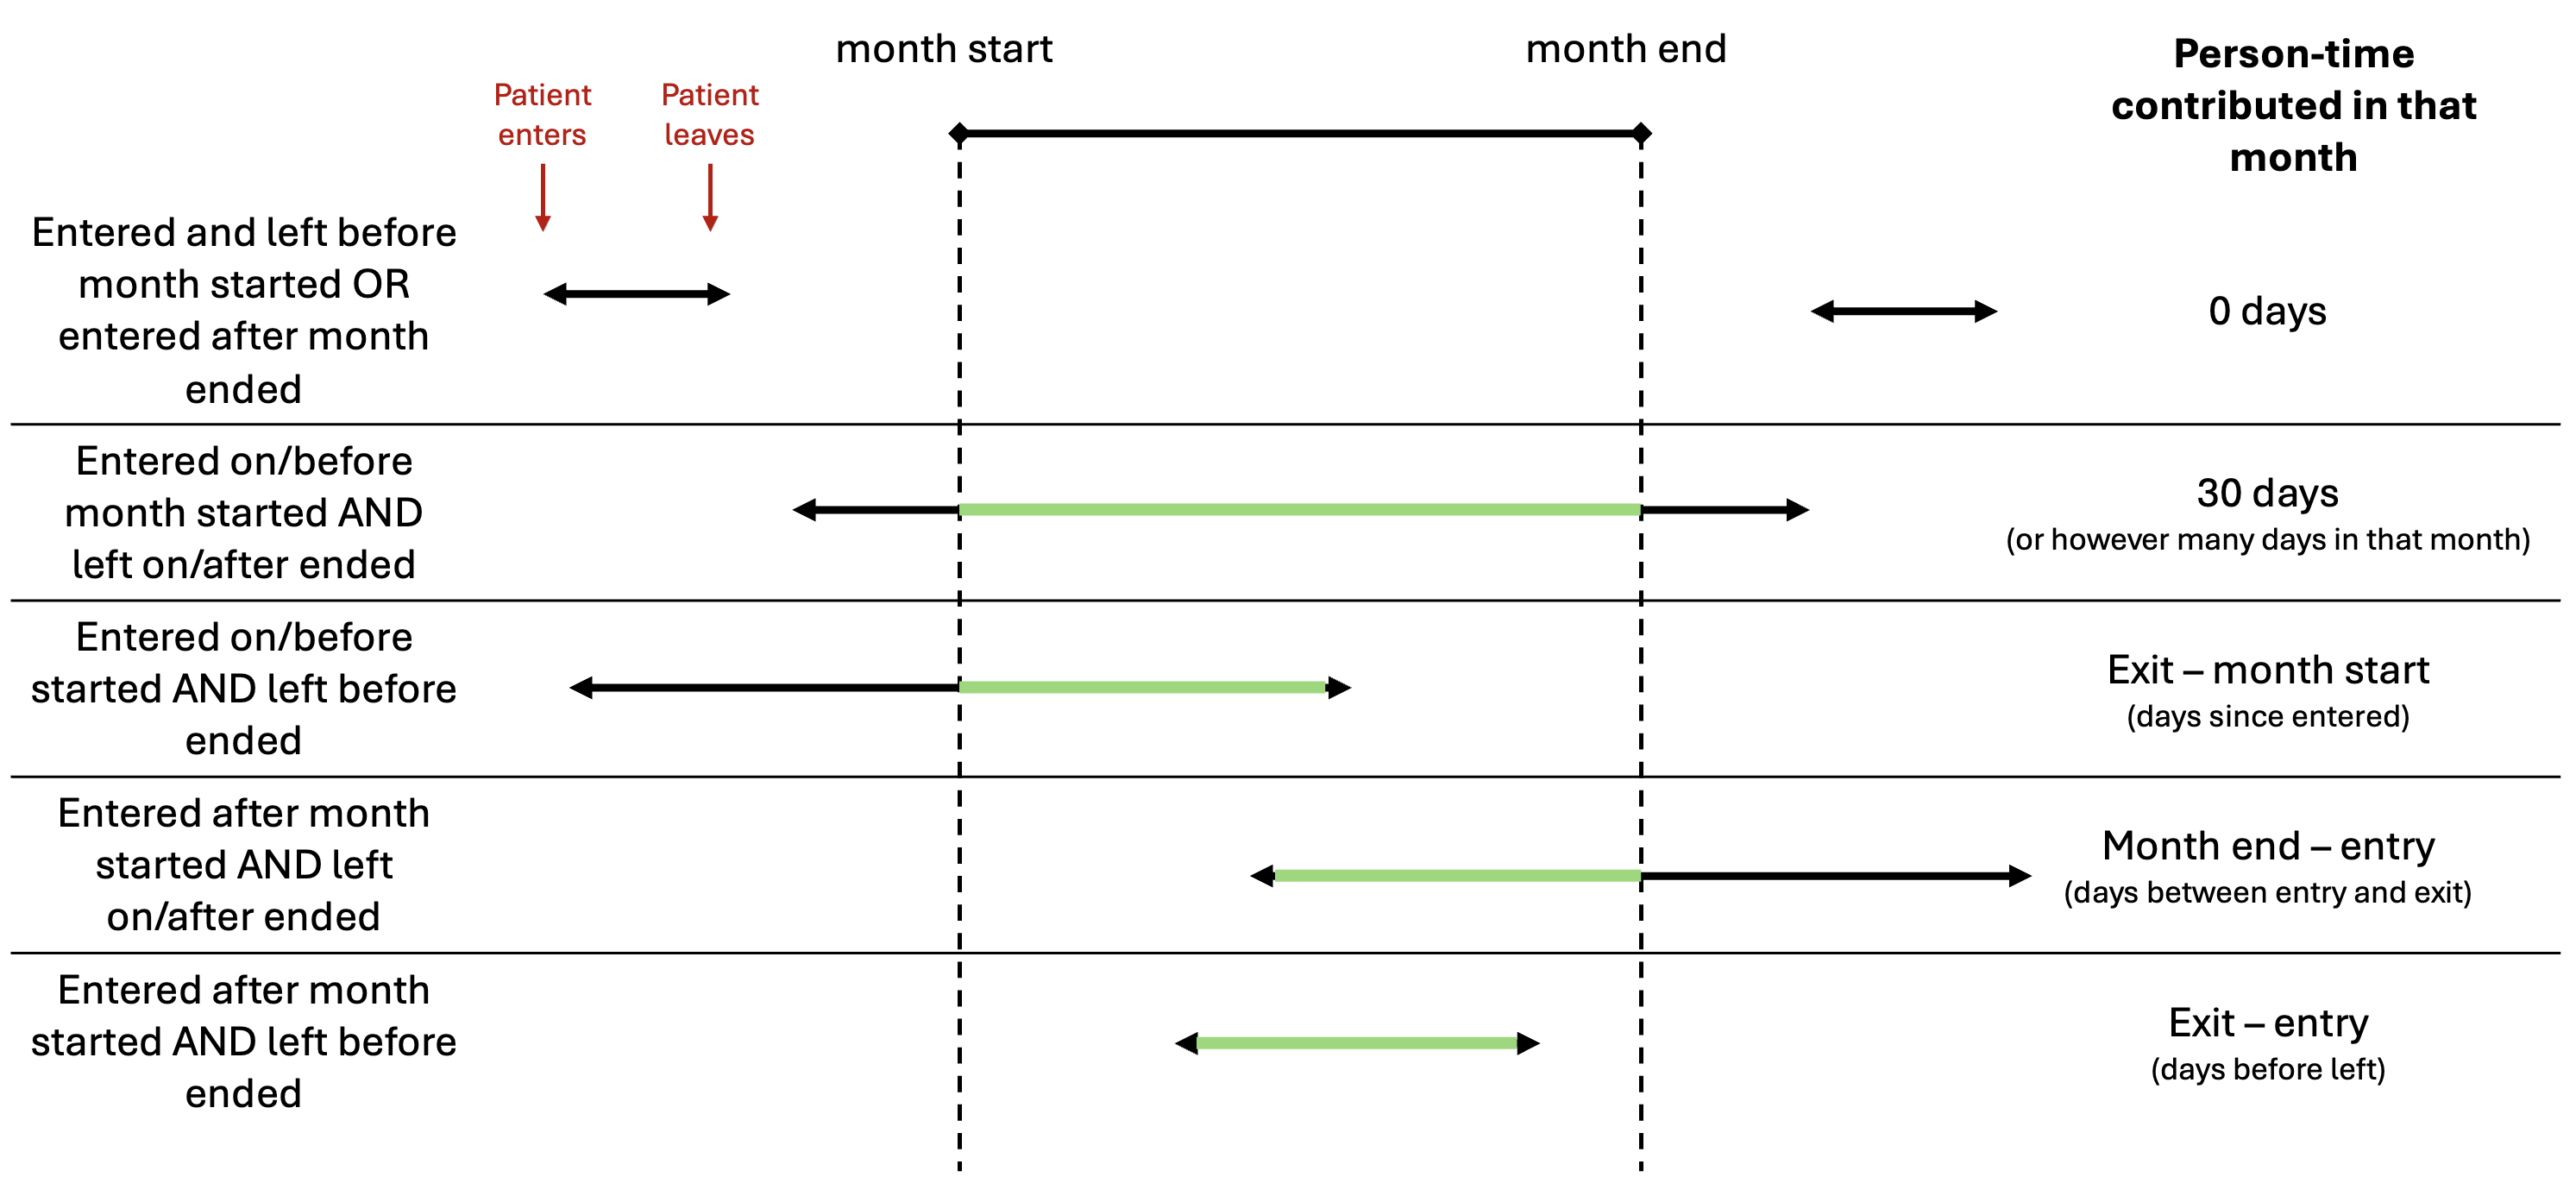 month start
month end
Person-time
contributed in that
month
Patient
enters
Patient
leaves
Entered and left before
month started OR
entered after month
ended
0 days
Entered on/before
month started AND
left on/after ended
30 days
(or however many days in that month)
Entered on/before
started AND left before
ended
Exit – month start
(days since entered)
Entered after month
started AND left
on/after ended
Month end – entry
(days between entry and exit)
Entered after month
started AND left before
ended
Exit – entry
(days before left)